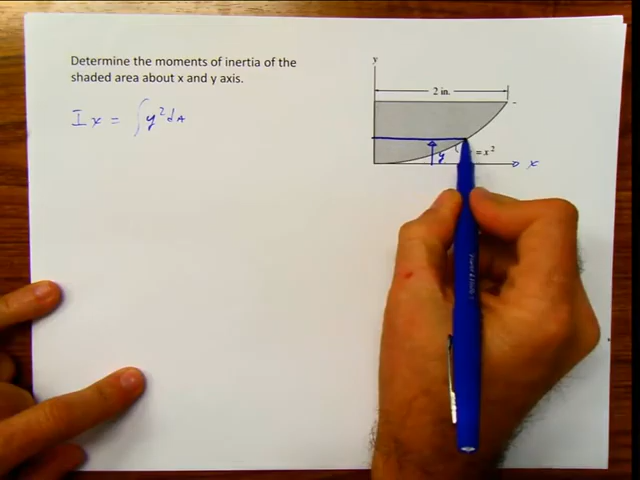 Determine the moments of inertia of the
shaded area about x and y axis.
Ix = ∫y²dA
y
2 in.
= x²
y
x